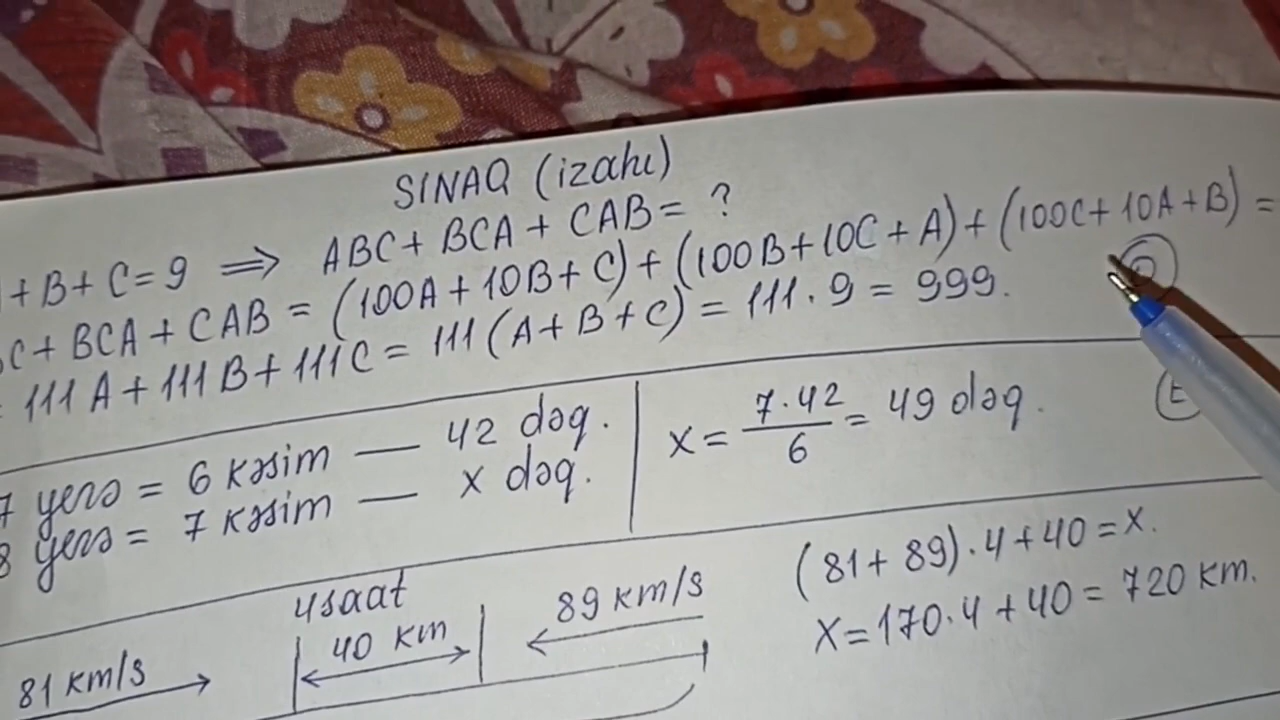 SINAQ (izahı)
+ B + C = 9 ⟹ ABC + BCA + CAB = ?
C + BCA + CAB = (100A + 10B + C) + (100B + 10C + A) + (100C + 10A + B) =
= 111A + 111B + 111C = 111(A + B + C) = 111 · 9 = 999.
7 yerə = 6 kəsim — 42 dəq.
8 yerə = 7 kəsim — x dəq.
x = 7 · 42 / 6 = 49 dəq.
E
4 saat
81 km/s
40 km
89 km/s
(81 + 89) · 4 + 40 = x.
x = 170 · 4 + 40 = 720 km.